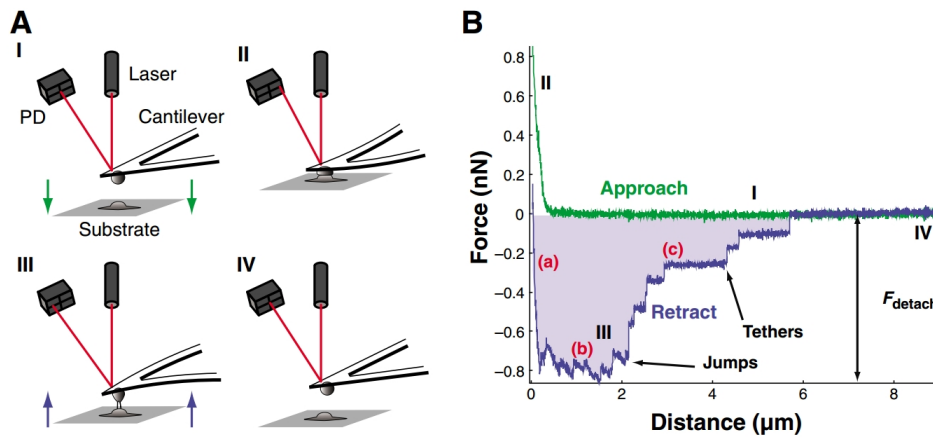 A
I
Laser
PD
Cantilever
Substrate
II
III
IV
B
Force (nN)
0.8
0.6
0.4
0.2
0
−0.2
−0.4
−0.6
−0.8
II
Approach
I
IV
(a)
(c)
Retract
III
(b)
Tethers
Jumps
Fdetach
0 2 4 6 8
Distance (μm)